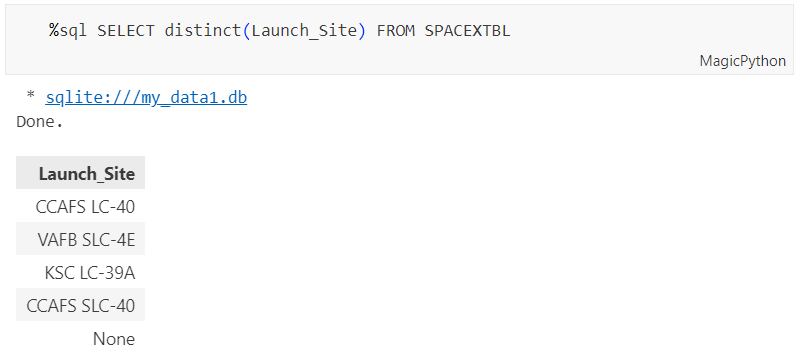 %sql SELECT distinct(Launch_Site) FROM SPACEXTBL
MagicPython
* sqlite:///my_data1.db
Done.
Launch_Site
CCAFS LC-40
VAFB SLC-4E
KSC LC-39A
CCAFS SLC-40
None